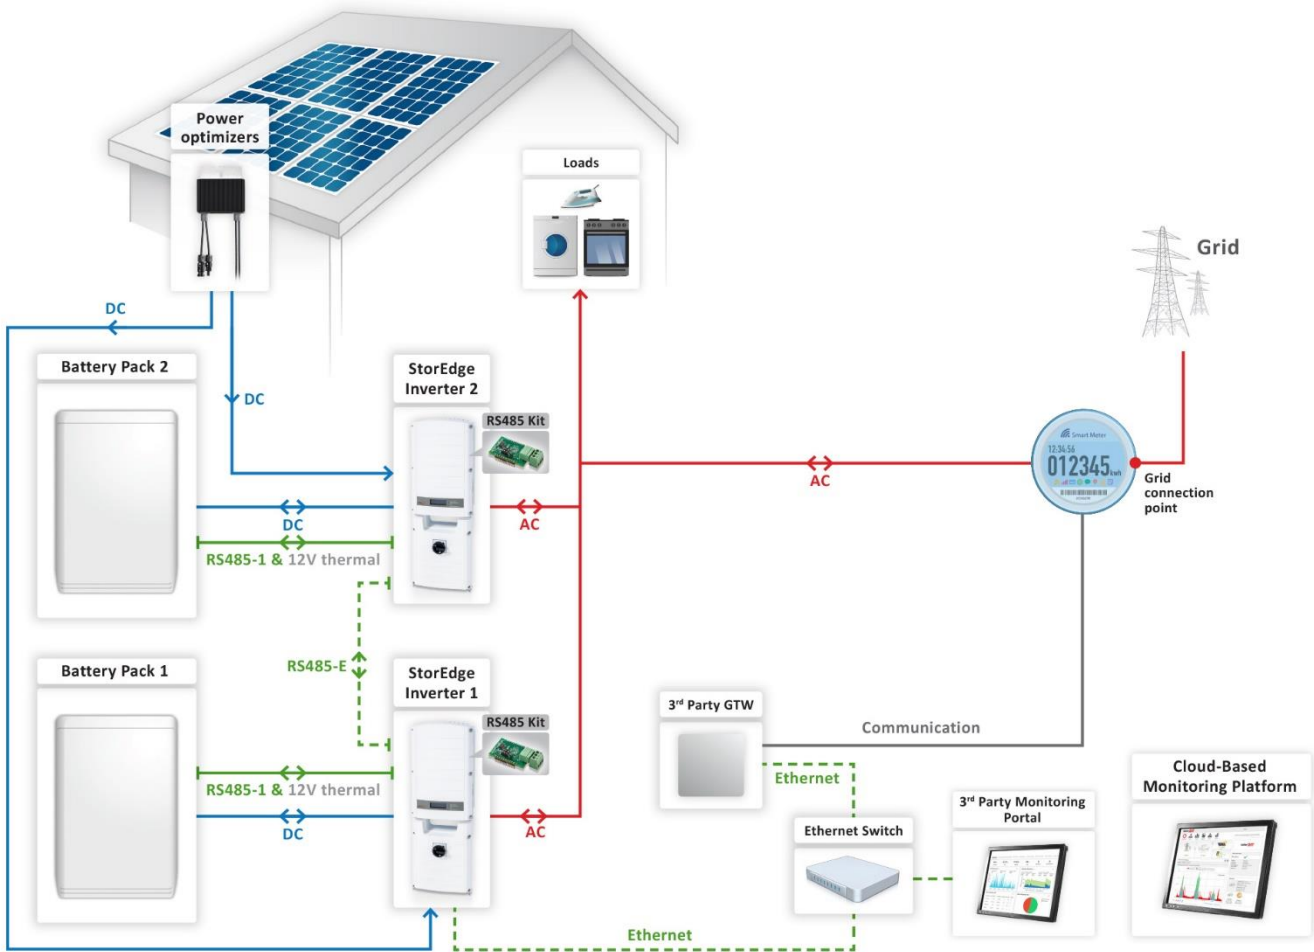 Power
optimizers
Loads
Grid
DC
Battery Pack 2
StorEdge
Inverter 2
DC
RS485 Kit
Smart Meter
12:34:56
012345 kWh
Grid
connection
point
AC
DC
AC
RS485-1 & 12V thermal
RS485-E
Battery Pack 1
StorEdge
Inverter 1
RS485 Kit
3rd Party GTW
Communication
Cloud-Based
Monitoring Platform
RS485-1 & 12V thermal
Ethernet
3rd Party Monitoring
Portal
DC
AC
Ethernet Switch
Ethernet